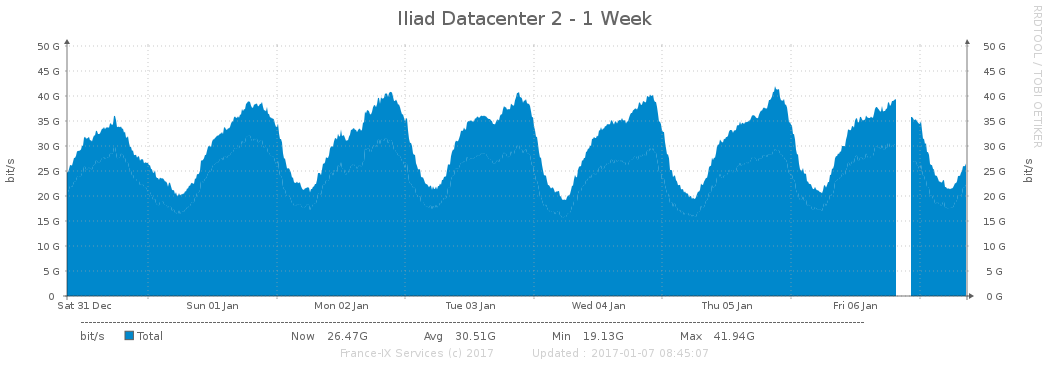 Iliad Datacenter 2 - 1 Week
RRDTOOL / TOBI OETIKER
50 G 50 G
45 G 45 G
40 G 40 G
35 G 35 G
30 G 30 G
25 G 25 G
20 G 20 G
15 G 15 G
10 G 10 G
5 G 5 G
0 0 G
bit/s
bit/s
Sat 31 Dec Sun 01 Jan Mon 02 Jan Tue 03 Jan Wed 04 Jan Thu 05 Jan Fri 06 Jan
bit/s Total Now 26.47G Avg 30.51G Min 19.13G Max 41.94G
France-IX Services (c) 2017 Updated : 2017-01-07 08:45:07